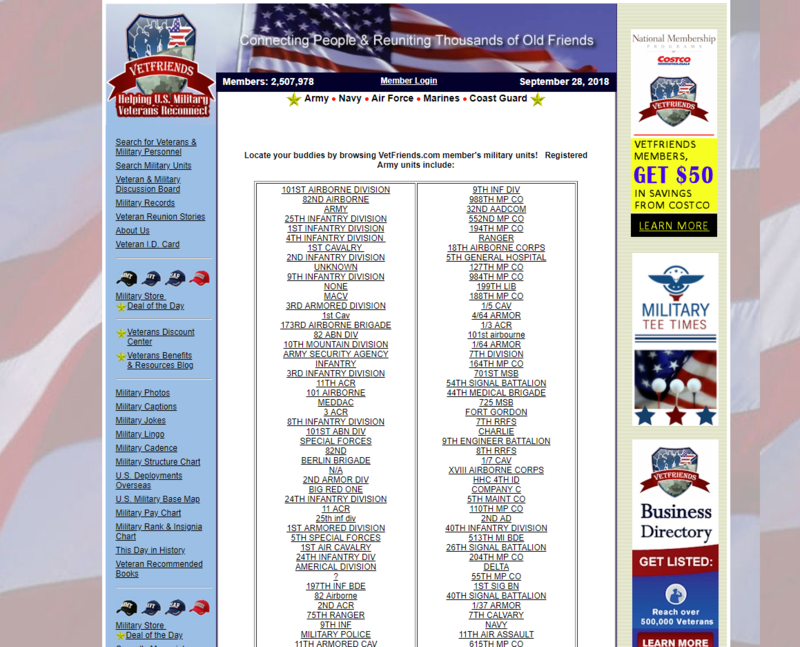 VETFRIENDS
Helping U.S. Military
Veterans Reconnect
Connecting People & Reuniting Thousands of Old Friends
Members: 2,507,978 Member Login September 28, 2018
Army • Navy • Air Force • Marines • Coast Guard
Search for Veterans &
Military Personnel
Search Military Units
Veteran & Military
Discussion Board
Military Records
Veteran Reunion Stories
About Us
Veteran I.D. Card
Military Store
Deal of the Day
Veterans Discount
Center
Veterans Benefits
& Resources Blog
Military Photos
Military Captions
Military Jokes
Military Lingo
Military Cadence
Military Structure Chart
U.S. Deployments
Overseas
U.S. Military Base Map
Military Pay Chart
Military Rank & Insignia
Chart
This Day in History
Veteran Recommended
Books
Military Store
Deal of the Day
Locate your buddies by browsing VetFriends.com member's military units! Registered
Army units include:
101ST AIRBORNE DIVISION
82ND AIRBORNE
ARMY
25TH INFANTRY DIVISION
1ST INFANTRY DIVISION
4TH INFANTRY DIVISION
1ST CAVALRY
2ND INFANTRY DIVISION
UNKNOWN
9TH INFANTRY DIVISION
NONE
MACV
3RD ARMORED DIVISION
1st Cav
173RD AIRBORNE BRIGADE
82 ABN DIV
10TH MOUNTAIN DIVISION
ARMY SECURITY AGENCY
INFANTRY
3RD INFANTRY DIVISION
11TH ACR
101 AIRBORNE
MEDDAC
3 ACR
8TH INFANTRY DIVISION
101ST ABN DIV
SPECIAL FORCES
82ND
BERLIN BRIGADE
N/A
2ND ARMOR DIV
BIG RED ONE
24TH INFANTRY DIVISION
11 ACR
25th inf div
1ST ARMORED DIVISION
5TH SPECIAL FORCES
1ST AIR CAVALRY
24TH INFANTRY DIV
AMERICAL DIVISION
?
197TH INF BDE
82 Airborne
2ND ACR
75TH RANGER
9TH INF
MILITARY POLICE
11TH ARMORED CAV
9TH INF DIV
988TH MP CO
32ND AADCOM
552ND MP CO
194TH MP CO
RANGER
18TH AIRBORNE CORPS
5TH GENERAL HOSPITAL
127TH MP CO
984TH MP CO
199TH LIB
188TH MP CO
1/5 CAV
4/64 ARMOR
1/3 ACR
101st airbourne
1/64 ARMOR
7TH DIVISION
164TH MP CO
701ST MSB
54TH SIGNAL BATTALION
44TH MEDICAL BRIGADE
725 MSB
FORT GORDON
7TH RRFS
CHARLIE
9TH ENGINEER BATTALION
8TH RRFS
1/7 CAV
XVIII AIRBORNE CORPS
HHC 4TH ID
COMPANY C
5TH MAINT CO
110TH MP CO
2ND AD
40TH INFANTRY DIVISION
513TH MI BDE
26TH SIGNAL BATTALION
204TH MP CO
DELTA
55TH MP CO
1ST SIG BN
40TH SIGNAL BATTALION
1/37 ARMOR
7TH CALVARY
NAVY
11TH AIR ASSAULT
615TH MP CO
National Membership
PROGRAMS
COSTCO
WHOLESALE
VETFRIENDS
VETFRIENDS
MEMBERS,
GET $50
IN SAVINGS
FROM COSTCO
LEARN MORE
MILITARY
TEE TIMES
VETFRIENDS
Business
Directory
GET LISTED:
Reach over
500,000 Veterans
LEARN MORE